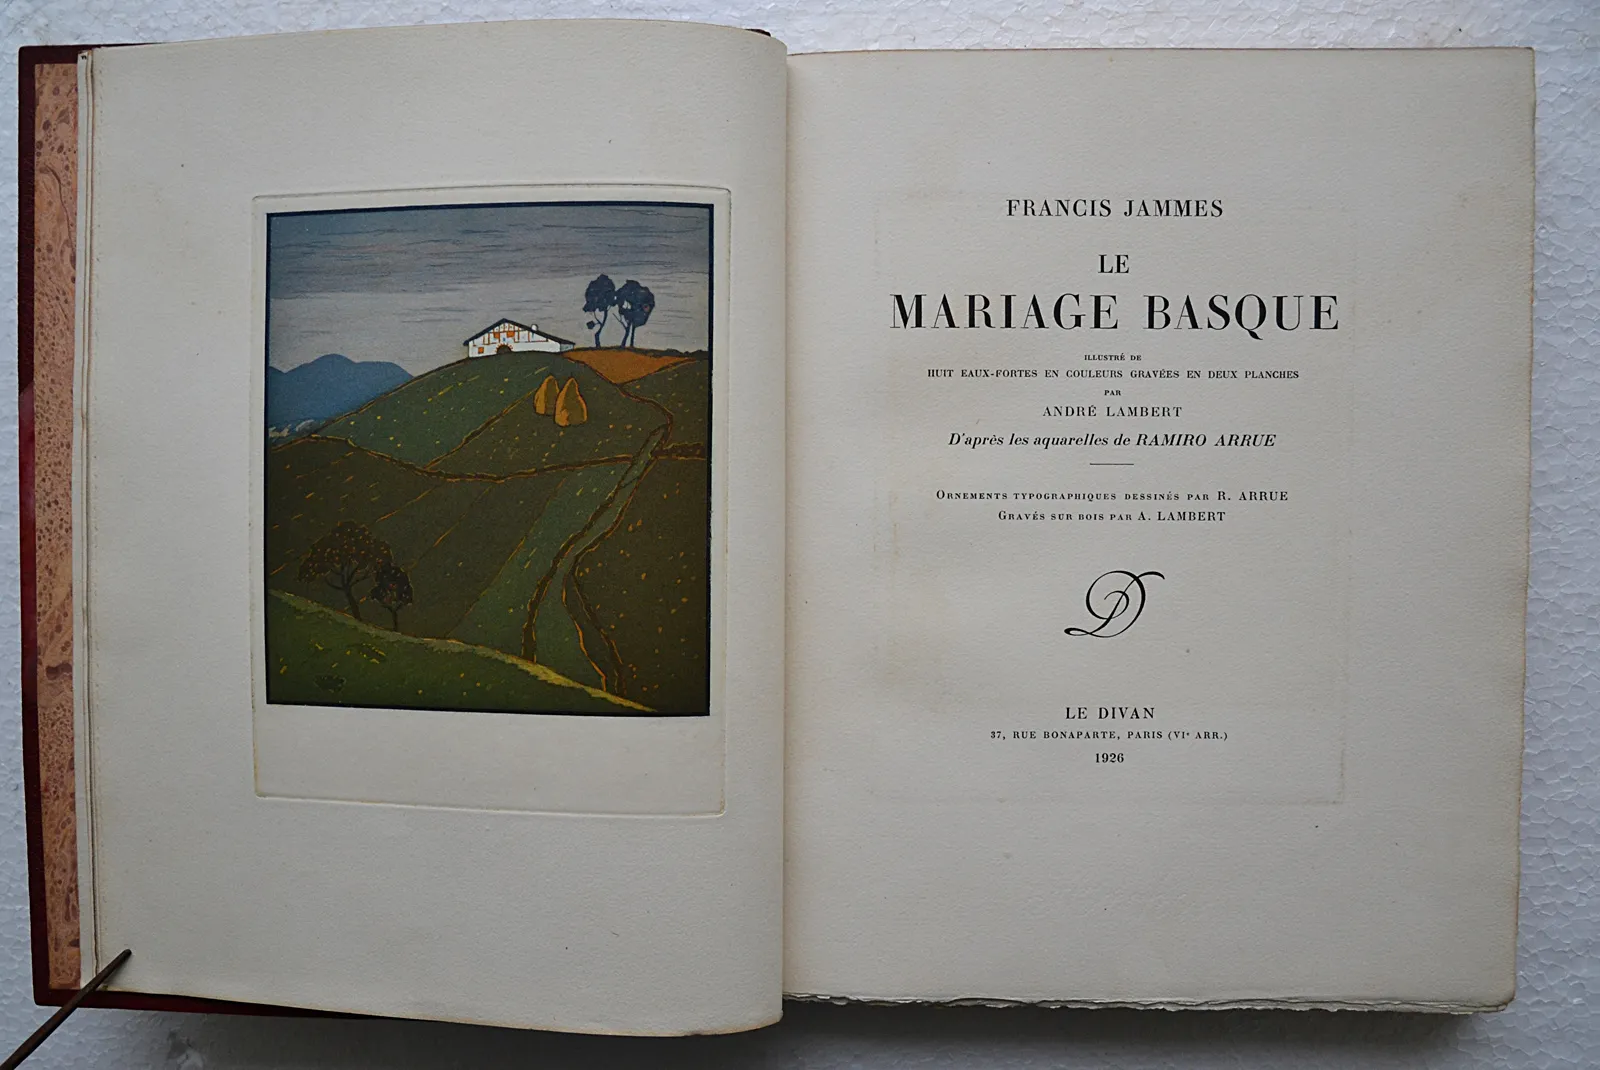 FRANCIS JAMMES
LE
MARIAGE BASQUE
ILLUSTRÉ DE
HUIT EAUX-FORTES EN COULEURS GRAVÉES EN DEUX PLANCHES
PAR
ANDRÉ LAMBERT
D'après les aquarelles de RAMIRO ARRUE
ORNEMENTS TYPOGRAPHIQUES DESSINÉS PAR R. ARRUE
GRAVÉS SUR BOIS PAR A. LAMBERT
D
LE DIVAN
37, RUE BONAPARTE, PARIS (VIe ARR.)
1926